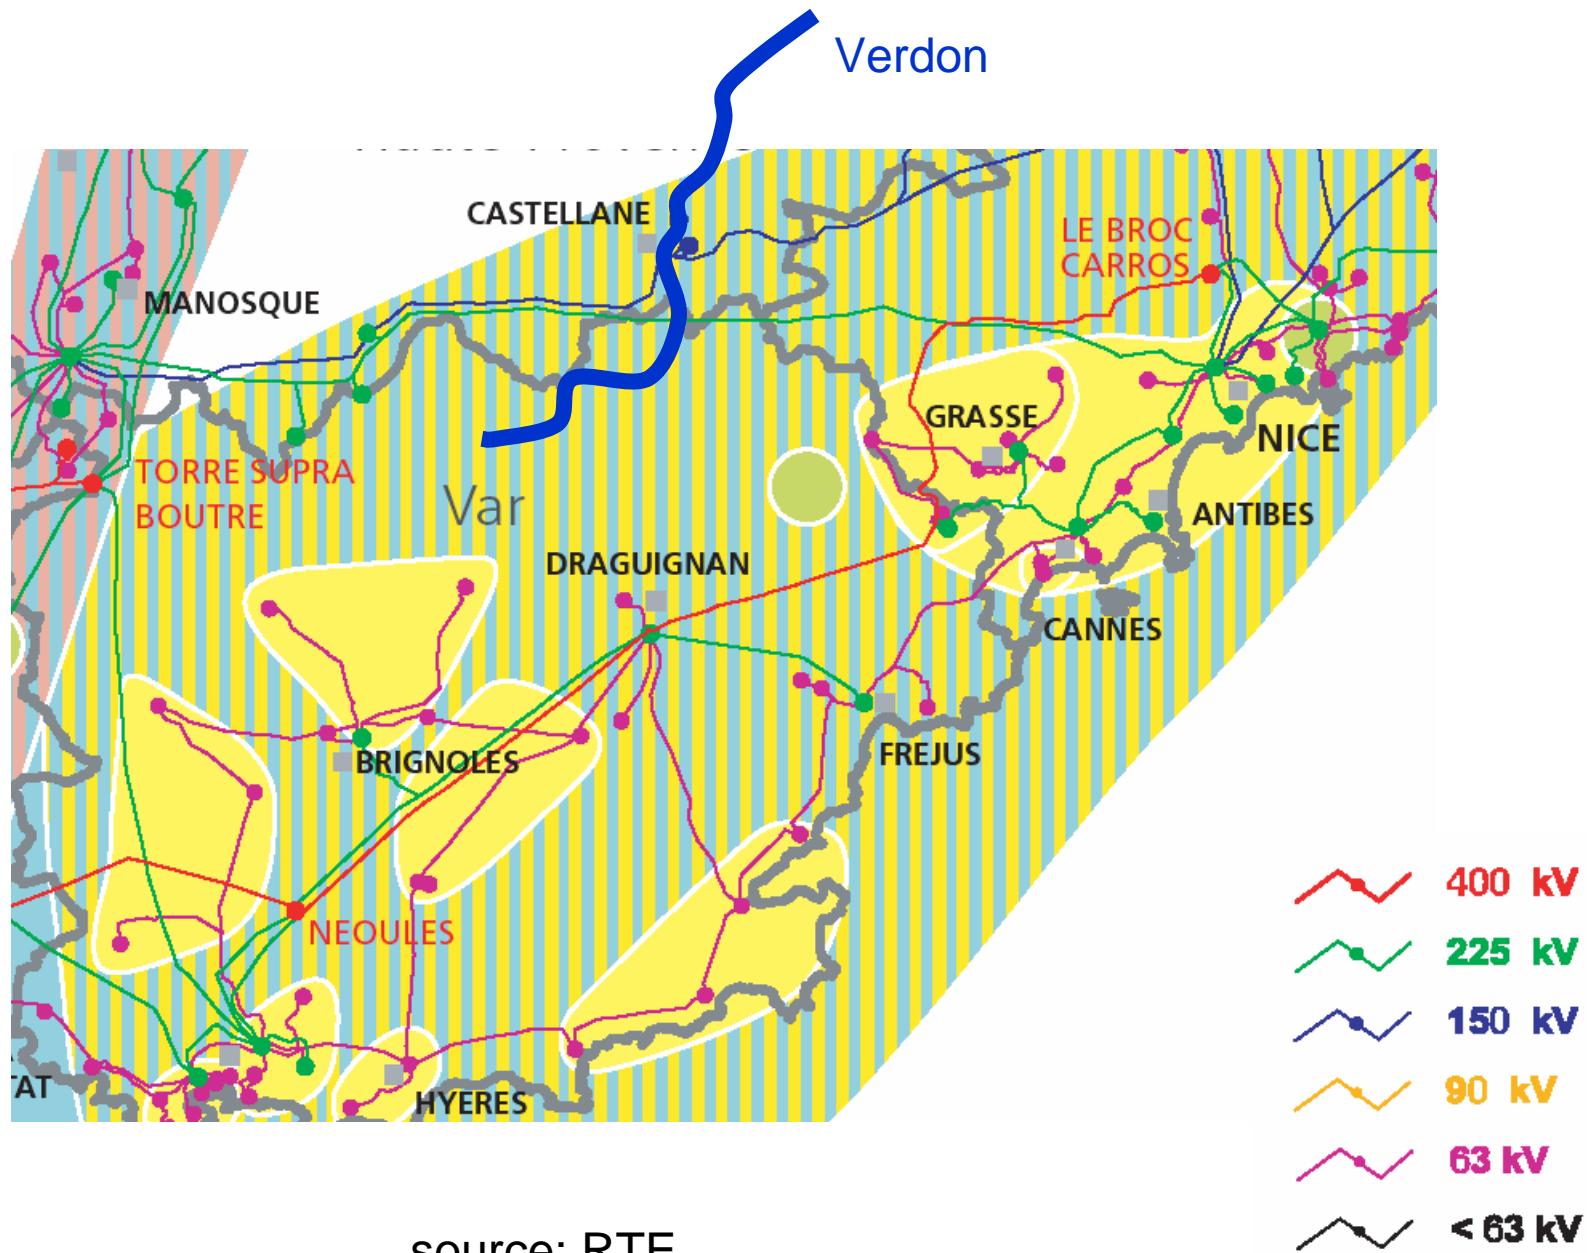 Verdon
CASTELLANE
LE BROC
CARROS
MANOSQUE
GRASSE
NICE
TORRE SUPRA
BOUTRE
Var
ANTIBES
DRAGUIGNAN
CANNES
BRIGNOLES
FREJUS
NEOULES
HYERES
TAT
400 kV
225 kV
150 kV
90 kV
63 kV
< 63 kV
source: RTE